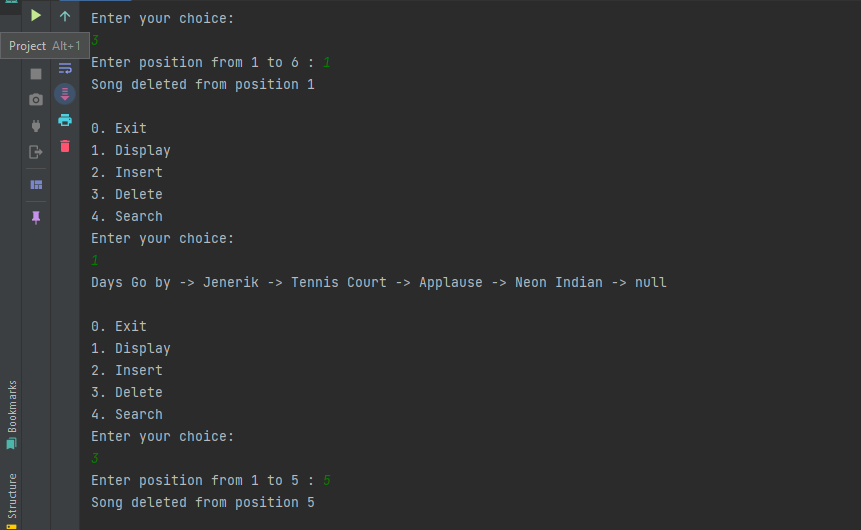 Enter your choice:
3
Project Alt+1
Enter position from 1 to 6 : 1
Song deleted from position 1
0. Exit
1. Display
2. Insert
3. Delete
4. Search
Enter your choice:
1
Days Go by -> Jenerik -> Tennis Court -> Applause -> Neon Indian -> null
0. Exit
1. Display
2. Insert
3. Delete
4. Search
Enter your choice:
3
Enter position from 1 to 5 : 5
Song deleted from position 5
Bookmarks
Structure